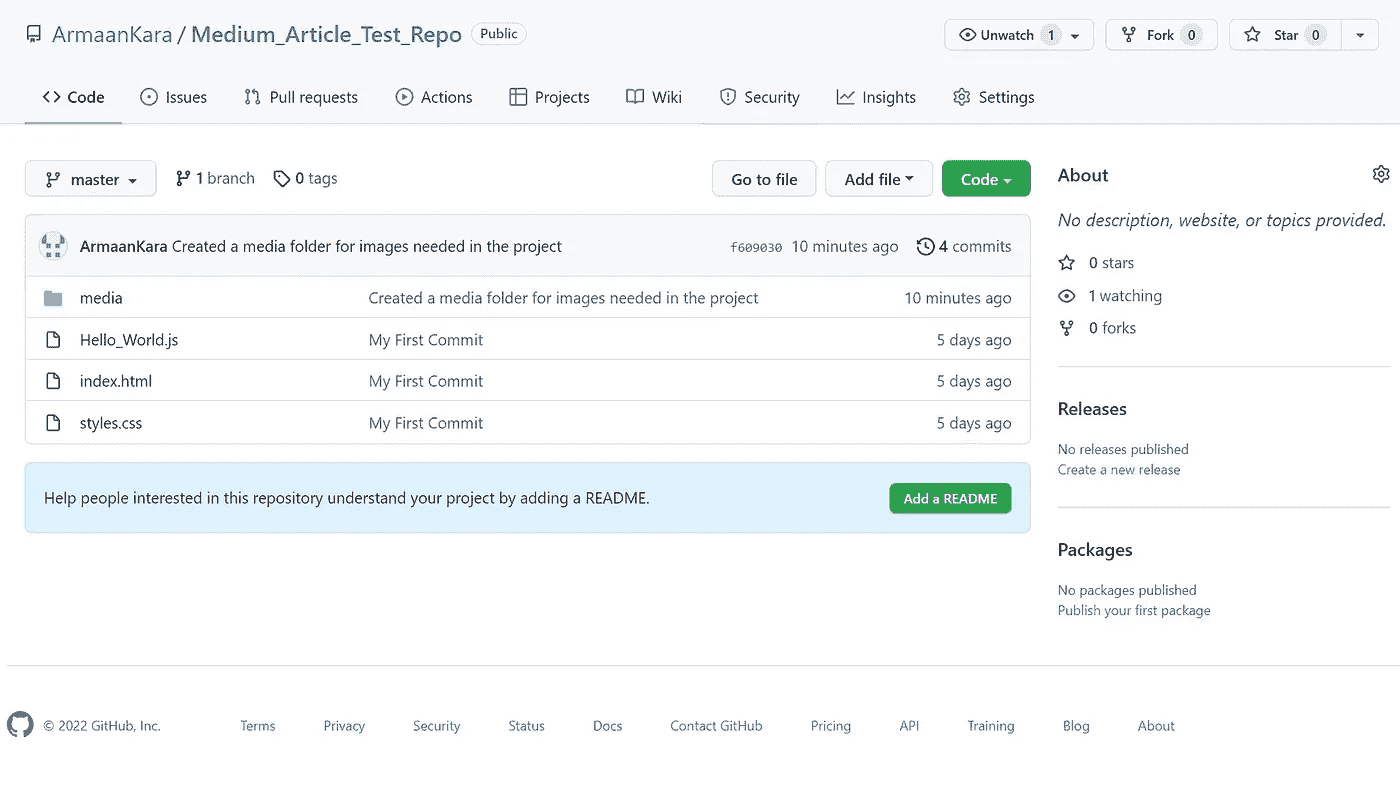 ArmaanKara / Medium_Article_Test_Repo Public Unwatch 1 Fork 0 Star 0
Code Issues Pull requests Actions Projects Wiki Security Insights Settings
master 1 branch 0 tags Go to file Add file Code
ArmaanKara Created a media folder for images needed in the project f609030 10 minutes ago 4 commits
media Created a media folder for images needed in the project 10 minutes ago
Hello_World.js My First Commit 5 days ago
index.html My First Commit 5 days ago
styles.css My First Commit 5 days ago
Help people interested in this repository understand your project by adding a README. Add a README
About
No description, website, or topics provided.
0 stars
1 watching
0 forks
Releases
No releases published
Create a new release
Packages
No packages published
Publish your first package
© 2022 GitHub, Inc. Terms Privacy Security Status Docs Contact GitHub Pricing API Training Blog About